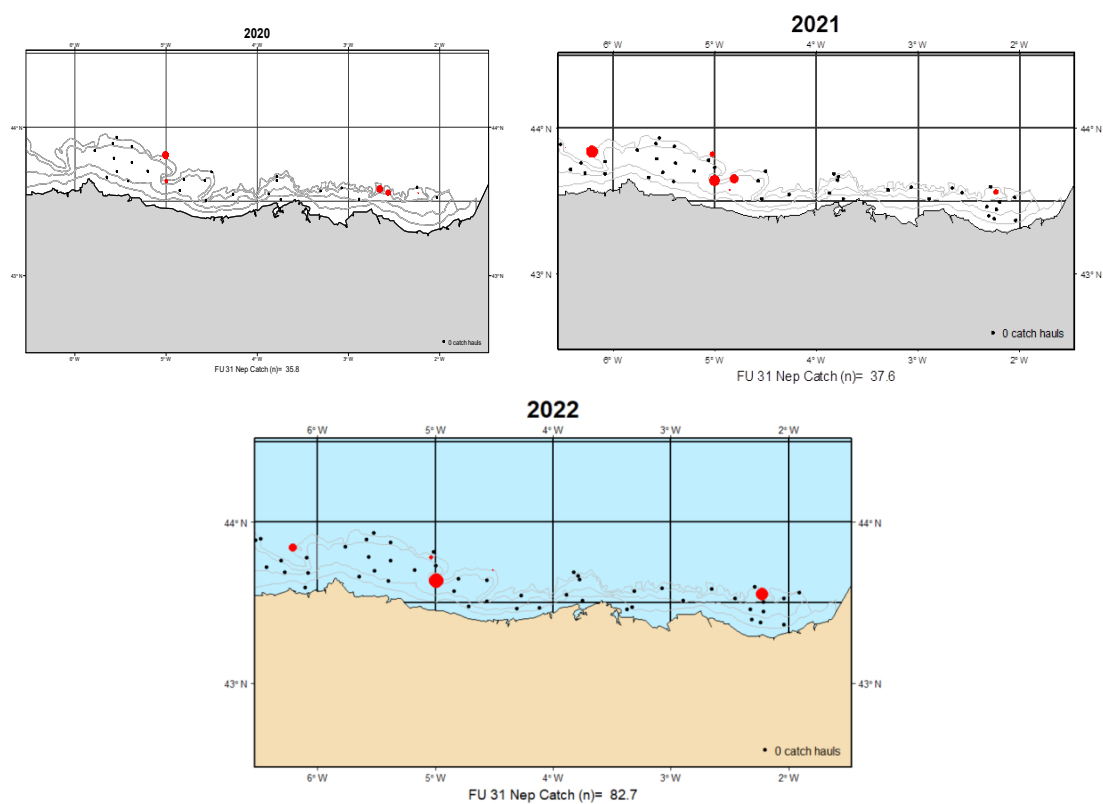 2020
2021
6°W 5°W 4°W 3°W 2°W
6° W 5° W 4° W 3° W 2° W
44°N 44°N
44° N 44° N
43°N 43°N
43° N 43° N
0 catch hauls
0 catch hauls
6°W 5°W 4°W 3°W 2°W
6° W 5° W 4° W 3° W 2° W
FU 31 Nep Catch (n)= 35.8
FU 31 Nep Catch (n)= 37.6
2022
6° W 5° W 4° W 3° W 2° W
44° N 44° N
43° N 43° N
0 catch hauls
6° W 5° W 4° W 3° W 2° W
FU 31 Nep Catch (n)= 82.7